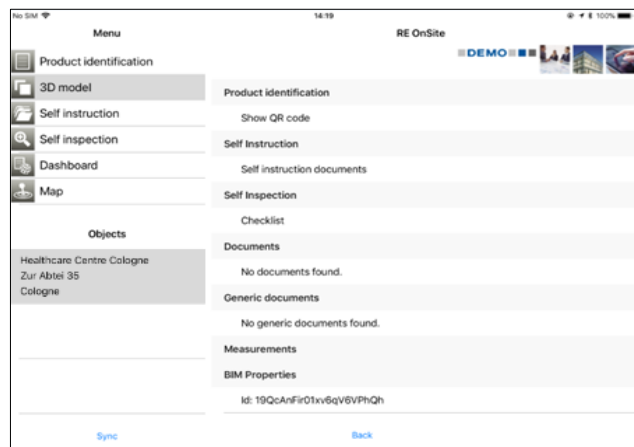 No SIM
14:19
100%
Menu
RE OnSite
DEMO
Product identification
3D model
Self instruction
Self inspection
Dashboard
Map
Objects
Healthcare Centre Cologne
Zur Abtei 35
Cologne
Sync
Product identification
Show QR code
Self Instruction
Self instruction documents
Self Inspection
Checklist
Documents
No documents found.
Generic documents
No generic documents found.
Measurements
BIM Properties
Id: 19QcAnFir01xv6qV6VPhQh
Back